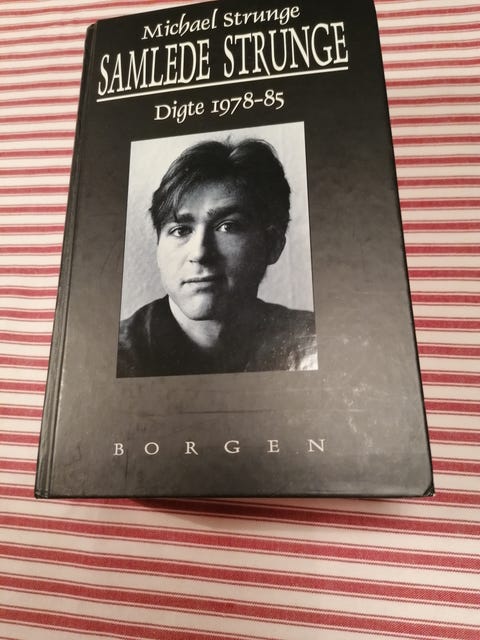 Michael Strunge
SAMLEDE STRUNGE
Digte 1978-85
BORGEN